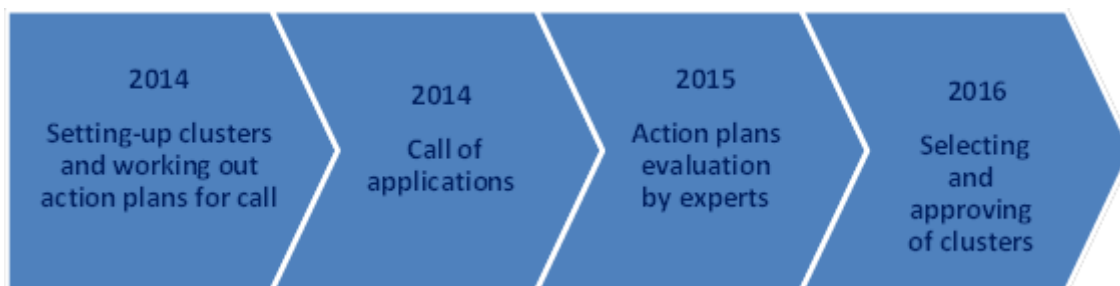 2014
Setting-up clusters
and working out
action plans for call
2014
Call of
applications
2015
Action plans
evaluation
by experts
2016
Selecting
and
approving
of clusters